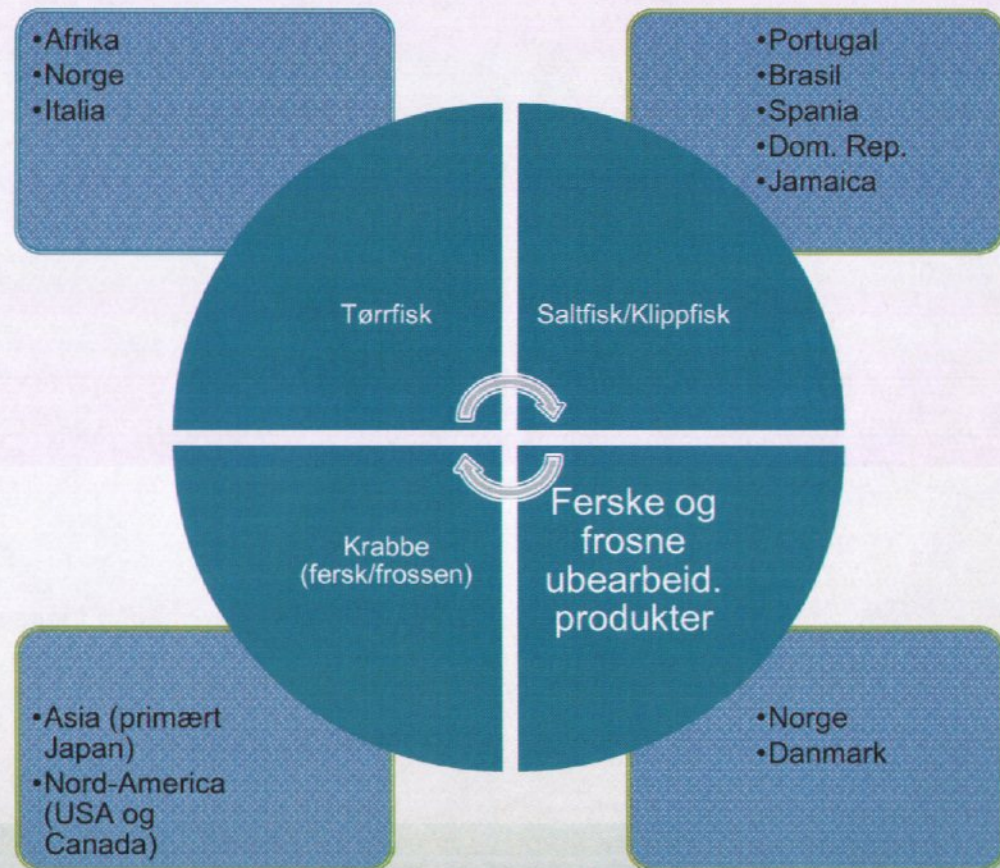 •Afrika
•Norge
•Italia
•Portugal
•Brasil
•Spania
•Dom. Rep.
•Jamaica
Tørrfisk
Saltfisk/Klippfisk
Krabbe
(fersk/frossen)
Ferske og
frosne
ubearbeid.
produkter
•Asia (primært
Japan)
•Nord-America
(USA og
Canada)
•Norge
•Danmark